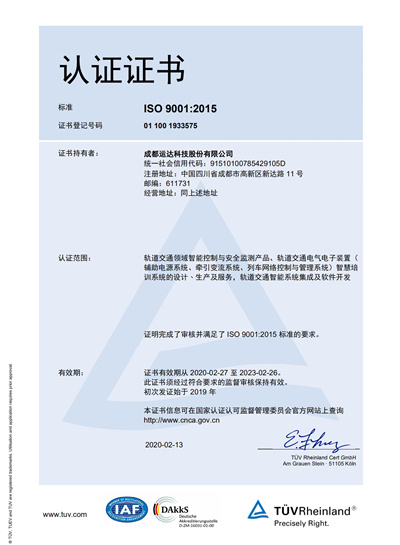 认证证书
标准 ISO 9001:2015
证书登记号码 01 100 1933575
证书持有者： 成都运达科技股份有限公司
统一社会信用代码：91510100785429105D
注册地址：中国四川省成都市高新区新达路 11 号
邮编：611731
经营地址：同上述地址
认证范围： 轨道交通领域智能控制与安全监测产品、轨道交通电气电子装置（
辅助电源系统、牵引变流系统、列车网络控制与管理系统）智慧培
训系统的设计、生产及服务，轨道交通智能系统集成及软件开发
证明完成了审核并满足了 ISO 9001:2015 标准的要求。
有效期： 证书有效期从 2020-02-27 至 2023-02-26。
此证书须经过符合要求的监督审核保持有效。
初次发证始于 2019 年
本证书信息可在国家认证认可监督管理委员会官方网站上查询
http://www.cnca.gov.cn
2020-02-13
TÜV Rheinland Cert GmbH
Am Grauen Stein · 51105 Köln
® TÜV, TUEV and TUV are registered trademarks. Utilisation and application requires prior approval.
www.tuv.com
IAF
DAkkS
Deutsche
Akkreditierungsstelle
D-ZM-16031-01-00
TÜVRheinland®
Precisely Right.